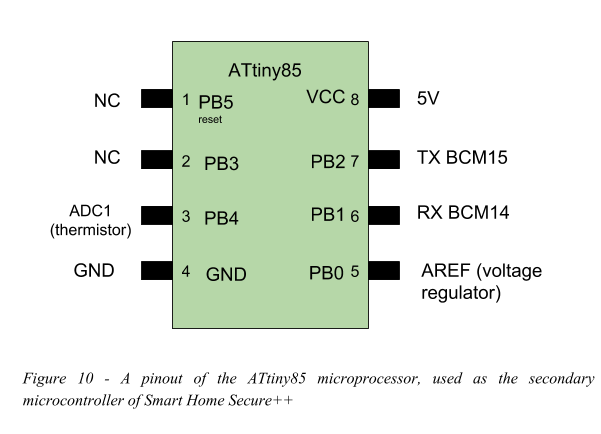 ATtiny85
NC 1 PB5 VCC 8 5V
reset
NC 2 PB3 PB2 7 TX BCM15
ADC1 3 PB4 PB1 6 RX BCM14
(thermistor)
GND 4 GND PB0 5 AREF (voltage
regulator)
Figure 10 - A pinout of the ATtiny85 microprocessor, used as the secondary
microcontroller of Smart Home Secure++